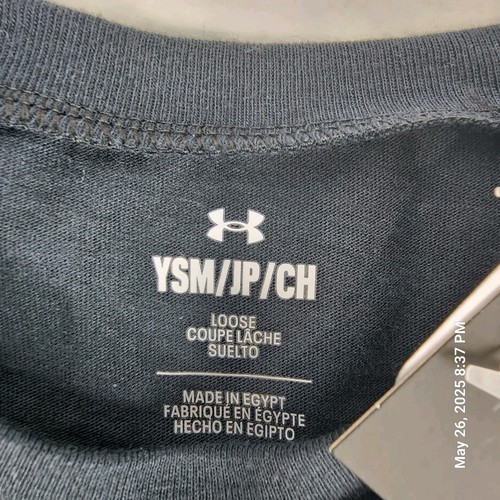 YSM/JP/CH
LOOSE
COUPE LÂCHE
SUELTO
MADE IN EGYPT
FABRIQUÉ EN ÉGYPTE
HECHO EN EGIPTO
May 26, 2025 8:37 PM